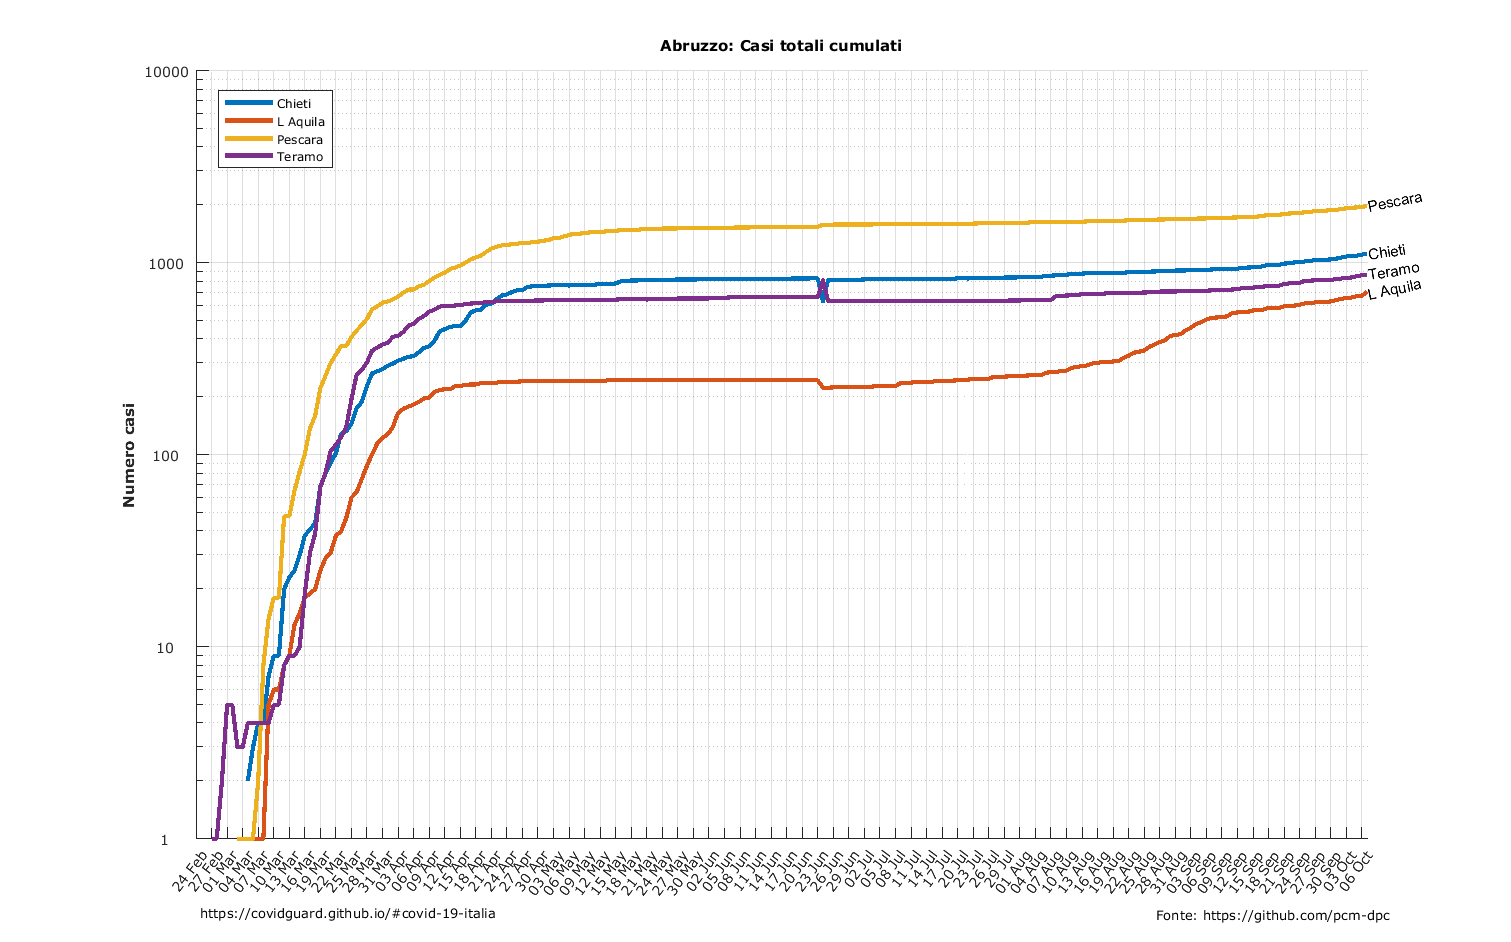 Abruzzo: Casi totali cumulati
10000
1000
100
10
1
Numero casi
Chieti
L Aquila
Pescara
Teramo
Pescara
Chieti
Teramo
L Aquila
24 Feb
27 Feb
01 Mar
04 Mar
07 Mar
10 Mar
13 Mar
16 Mar
19 Mar
22 Mar
25 Mar
28 Mar
31 Mar
03 Apr
06 Apr
09 Apr
12 Apr
15 Apr
18 Apr
21 Apr
24 Apr
27 Apr
30 Apr
03 May
06 May
09 May
12 May
15 May
18 May
21 May
24 May
27 May
30 May
02 Jun
05 Jun
08 Jun
11 Jun
14 Jun
17 Jun
20 Jun
23 Jun
26 Jun
29 Jun
02 Jul
05 Jul
08 Jul
11 Jul
14 Jul
17 Jul
20 Jul
23 Jul
26 Jul
29 Jul
01 Aug
04 Aug
07 Aug
10 Aug
13 Aug
16 Aug
19 Aug
22 Aug
25 Aug
28 Aug
31 Aug
03 Sep
06 Sep
09 Sep
12 Sep
15 Sep
18 Sep
21 Sep
24 Sep
27 Sep
30 Sep
03 Oct
06 Oct
https://covidguard.github.io/#covid-19-italia
Fonte: https://github.com/pcm-dpc